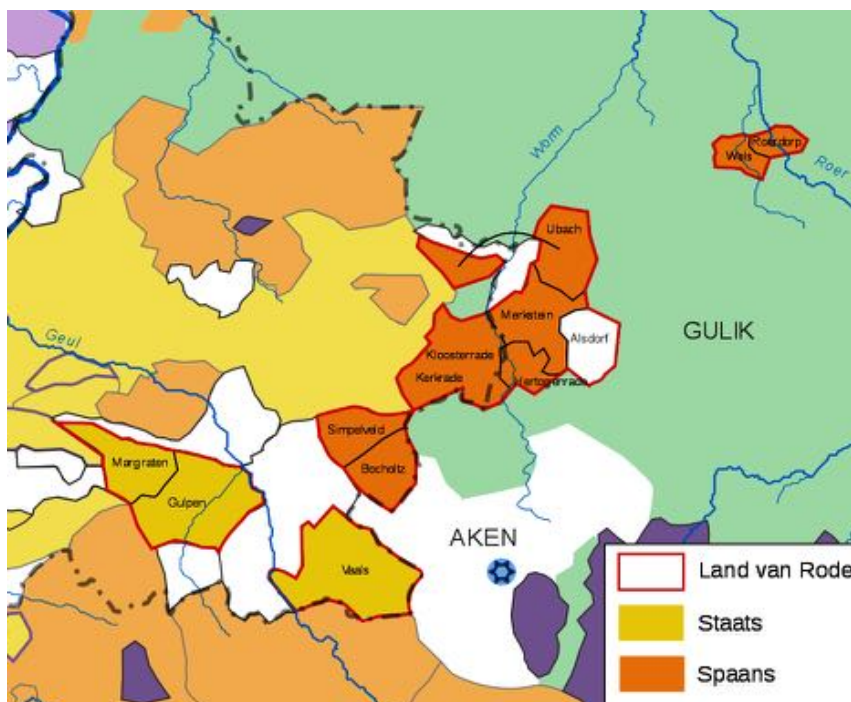 Worm
Roerdorp
Wels
Roer
Ubach
Merkstein
Alsdorf
GULIK
Geul
Kloosterrade
Kerkrade
Hertogenrade
Simpelveld
Bocholtz
Margraten
Gulpen
AKEN
Vaals
Land van Rode
Staats
Spaans